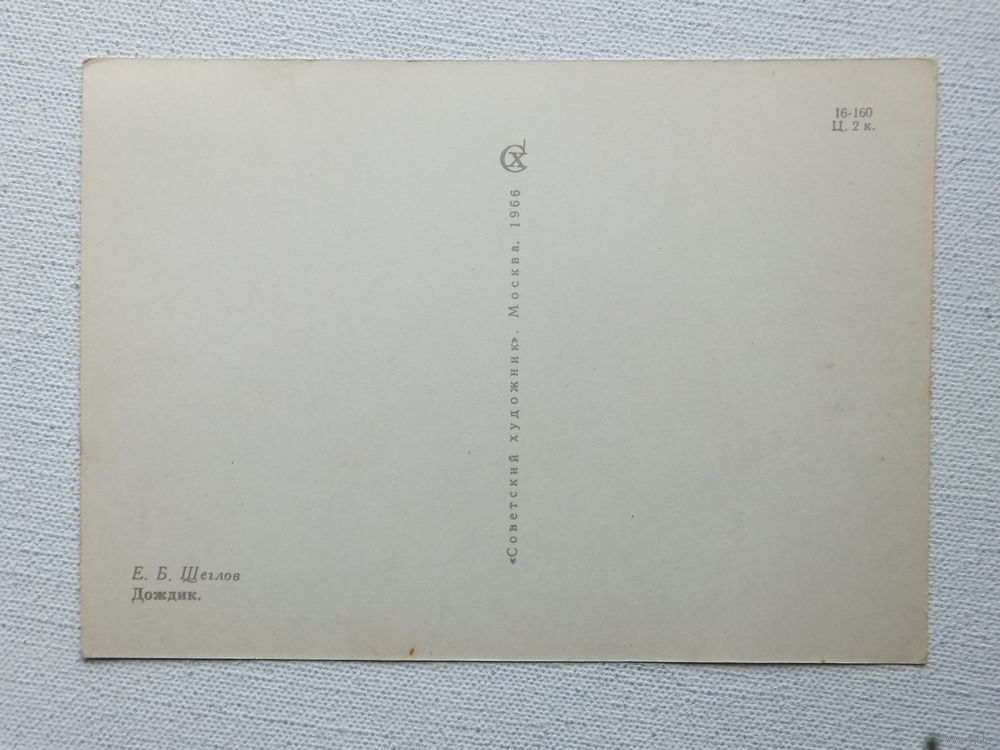 16-160
Ц. 2 к.
СХ
«Советский художник». Москва. 1966
Е. Б. Щеглов
Дождик.